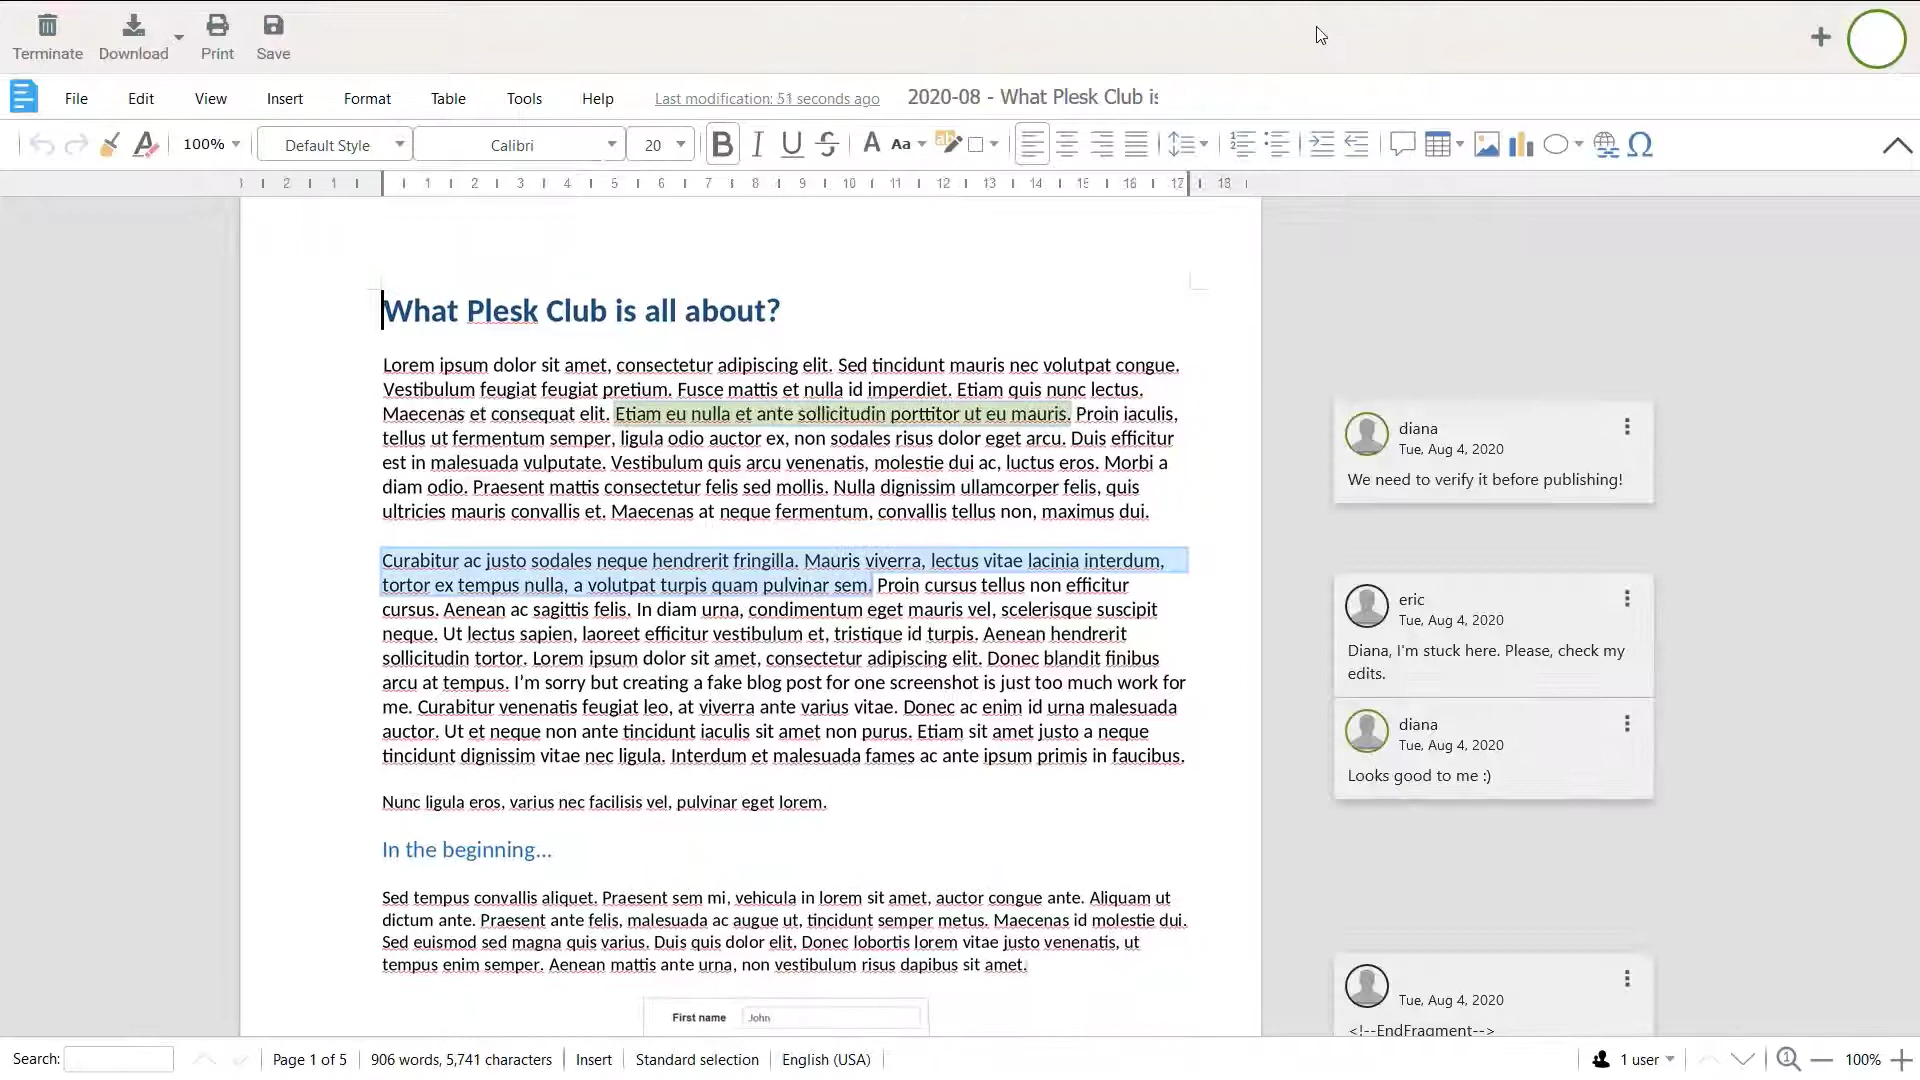 Terminate Download Print Save
File Edit View Insert Format Table Tools Help Last modification: 51 seconds ago 2020-08 - What Plesk Club is
100% Default Style Calibri 20
2 1 1 2 3 4 5 6 7 8 9 10 11 12 13 14 15 16 17 18
What Plesk Club is all about?
Lorem ipsum dolor sit amet, consectetur adipiscing elit. Sed tincidunt mauris nec volutpat congue.
Vestibulum feugiat feugiat pretium. Fusce mattis et nulla id imperdiet. Etiam quis nunc lectus.
Maecenas et consequat elit. Etiam eu nulla et ante sollicitudin porttitor ut eu mauris. Proin iaculis,
tellus ut fermentum semper, ligula odio auctor ex, non sodales risus dolor eget arcu. Duis efficitur
est in malesuada vulputate. Vestibulum quis arcu venenatis, molestie dui ac, luctus eros. Morbi a
diam odio. Praesent mattis consectetur felis sed mollis. Nulla dignissim ullamcorper felis, quis
ultricies mauris convallis et. Maecenas at neque fermentum, convallis tellus non, maximus dui.
Curabitur ac justo sodales neque hendrerit fringilla. Mauris viverra, lectus vitae lacinia interdum,
tortor ex tempus nulla, a volutpat turpis quam pulvinar sem. Proin cursus tellus non efficitur
cursus. Aenean ac sagittis felis. In diam urna, condimentum eget mauris vel, scelerisque suscipit
neque. Ut lectus sapien, laoreet efficitur vestibulum et, tristique id turpis. Aenean hendrerit
sollicitudin tortor. Lorem ipsum dolor sit amet, consectetur adipiscing elit. Donec blandit finibus
arcu at tempus. I'm sorry but creating a fake blog post for one screenshot is just too much work for
me. Curabitur venenatis feugiat leo, at viverra ante varius vitae. Donec ac enim id urna malesuada
auctor. Ut et neque non ante tincidunt iaculis sit amet non purus. Etiam sit amet justo a neque
tincidunt dignissim vitae nec ligula. Interdum et malesuada fames ac ante ipsum primis in faucibus.
Nunc ligula eros, varius nec facilisis vel, pulvinar eget lorem.
In the beginning...
Sed tempus convallis aliquet. Praesent sem mi, vehicula in lorem sit amet, auctor congue ante. Aliquam ut
dictum ante. Praesent ante felis, malesuada ac augue ut, tincidunt semper metus. Maecenas id molestie dui.
Sed euismod sed magna quis varius. Duis quis dolor elit. Donec lobortis lorem vitae justo venenatis, ut
tempus enim semper. Aenean mattis ante urna, non vestibulum risus dapibus sit amet.
First name John
diana
Tue, Aug 4, 2020
We need to verify it before publishing!
eric
Tue, Aug 4, 2020
Diana, I'm stuck here. Please, check my
edits.
diana
Tue, Aug 4, 2020
Looks good to me :)
Tue, Aug 4, 2020
<!--EndFragment-->
Search: Page 1 of 5 906 words, 5,741 characters Insert Standard selection English (USA) 1 user 100%